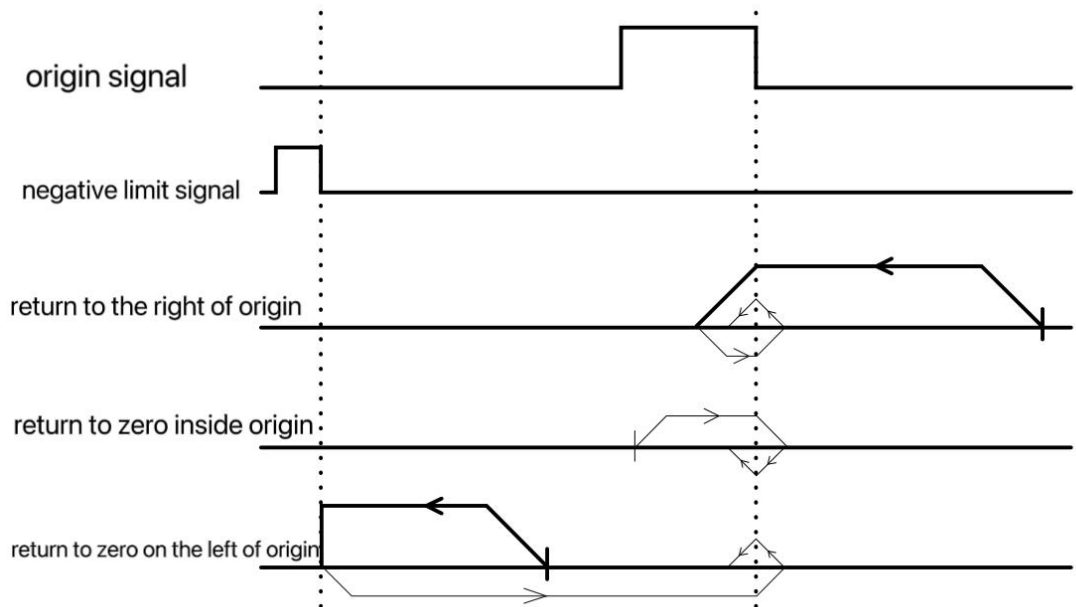 origin signal
negative limit signal
return to the right of origin
return to zero inside origin
return to zero on the left of origin